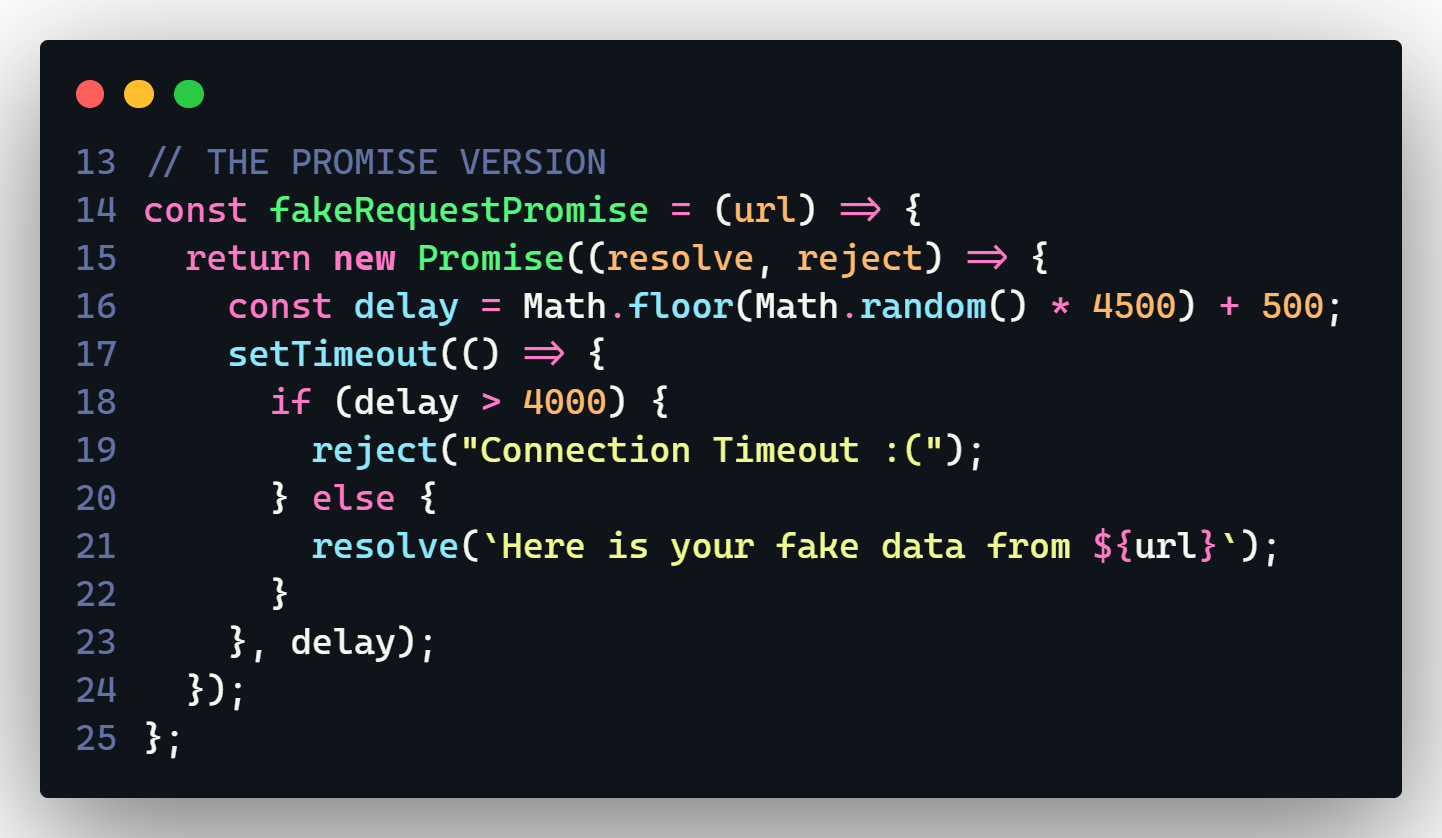 13 // THE PROMISE VERSION
14 const fakeRequestPromise = (url) => {
15   return new Promise((resolve, reject) => {
16     const delay = Math.floor(Math.random() * 4500) + 500;
17     setTimeout(() => {
18       if (delay > 4000) {
19         reject("Connection Timeout :(");
20       } else {
21         resolve(`Here is your fake data from ${url}`);
22       }
23     }, delay);
24   });
25 };